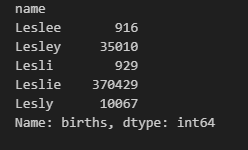 name
Leslee 916
Lesley 35010
Lesli 929
Leslie 370429
Lesly 10067
Name: births, dtype: int64